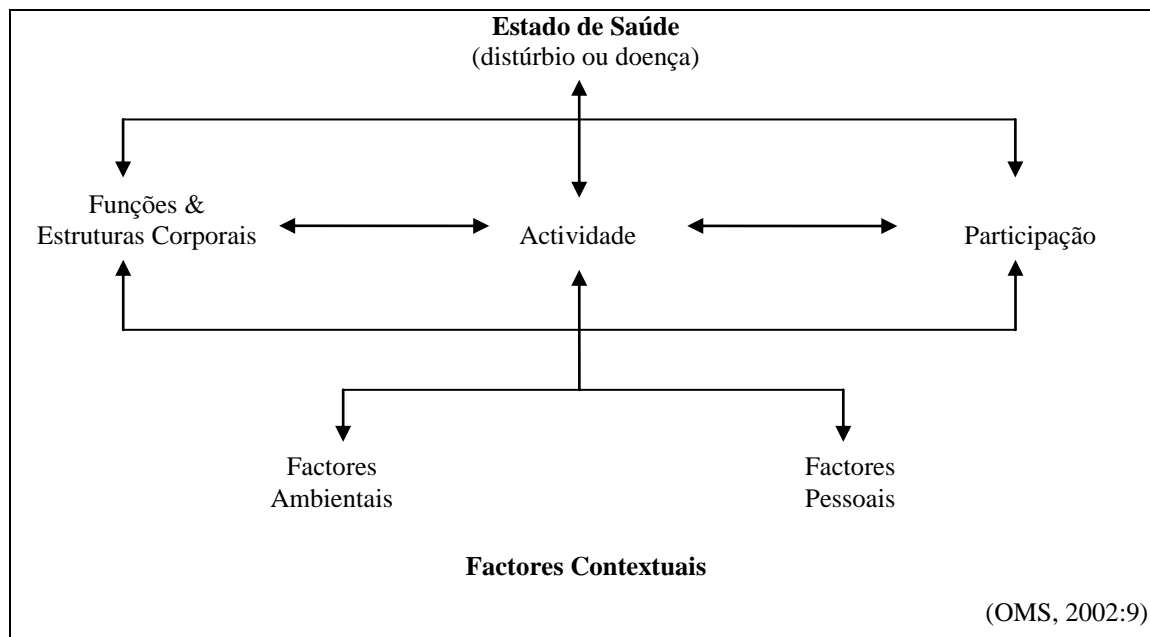 Estado de Saúde
(distúrbio ou doença)
Funções &
Estruturas Corporais
Actividade
Participação
Factores
Ambientais
Factores
Pessoais
Factores Contextuais
(OMS, 2002:9)